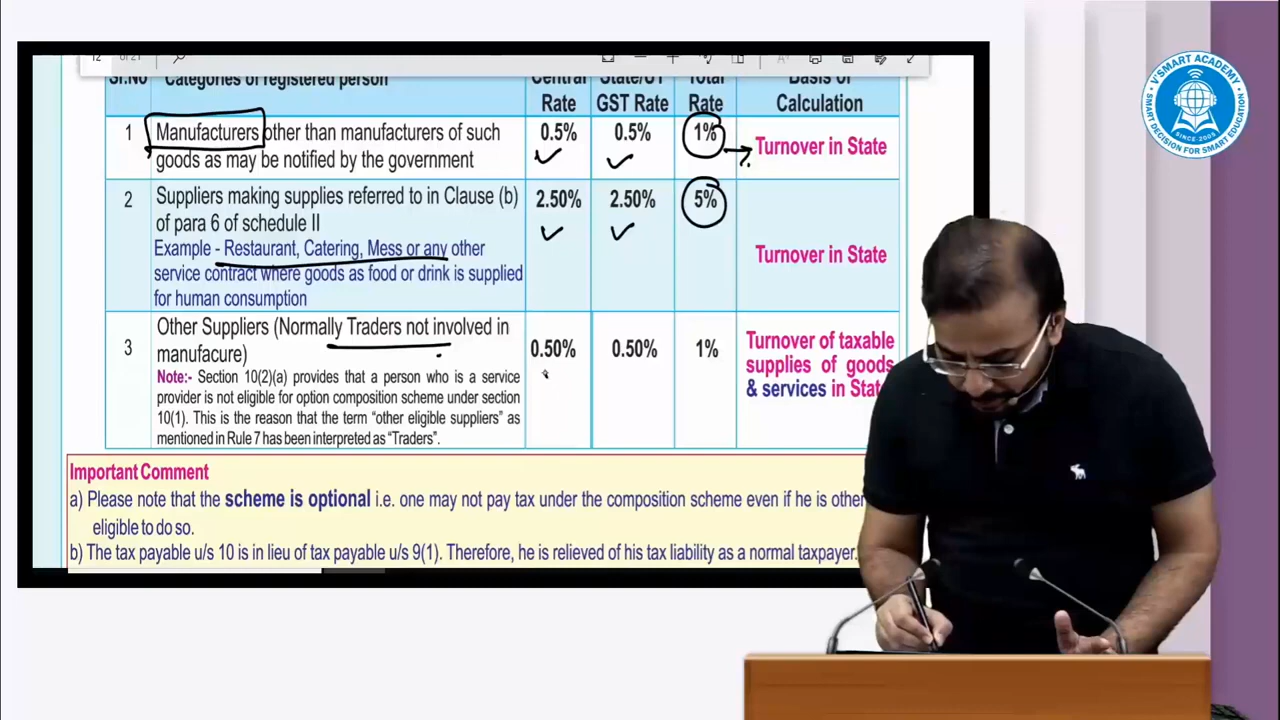 12 of 21
Sr.No Categories of registered person Central State/UT Total Basis of
Rate GST Rate Rate Calculation
1 Manufacturers other than manufacturers of such 0.5% 0.5% 1% Turnover in State
goods as may be notified by the government
2 Suppliers making supplies referred to in Clause (b) 2.50% 2.50% 5%
of para 6 of schedule II
Example - Restaurant, Catering, Mess or any other Turnover in State
service contract where goods as food or drink is supplied
for human consumption
3 Other Suppliers (Normally Traders not involved in 0.50% 0.50% 1% Turnover of taxable
manufacure) supplies of goods
Note:- Section 10(2)(a) provides that a person who is a service & services in State
provider is not eligible for option composition scheme under section
10(1). This is the reason that the term “other eligible suppliers” as
mentioned in Rule 7 has been interpreted as “Traders”.
Important Comment
a) Please note that the scheme is optional i.e. one may not pay tax under the composition scheme even if he is other
eligible to do so.
b) The tax payable u/s 10 is in lieu of tax payable u/s 9(1). Therefore, he is relieved of his tax liability as a normal taxpayer.
V'SMART ACADEMY
SMART DECISION FOR SMART EDUCATION
SINCE-2005